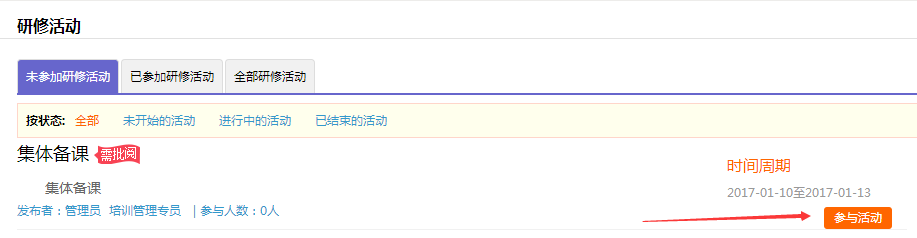 研修活动
未参加研修活动 已参加研修活动 全部研修活动
按状态: 全部 未开始的活动 进行中的活动 已结束的活动
集体备课 需批阅
时间周期
集体备课
2017-01-10至2017-01-13
发布者：管理员 培训管理专员 | 参与人数：0人
参与活动